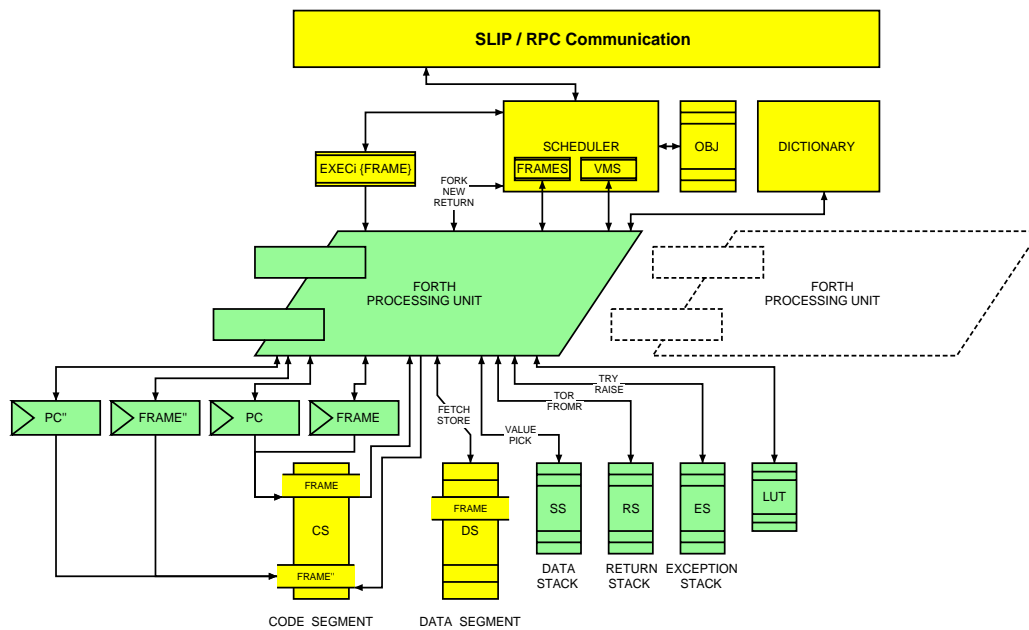 SLIP / RPC Communication
SCHEDULER
FRAMES
VMS
OBJ
DICTIONARY
EXECi {FRAME}
FORK
NEW
RETURN
FORTH
PROCESSING UNIT
FORTH
PROCESSING UNIT
PC"
FRAME"
PC
FRAME
FETCH
STORE
VALUE
PICK
TOR
FROMR
TRY
RAISE
FRAME
CS
FRAME"
FRAME
DS
SS
RS
ES
LUT
DATA
STACK
RETURN
STACK
EXCEPTION
STACK
CODE SEGMENT
DATA SEGMENT